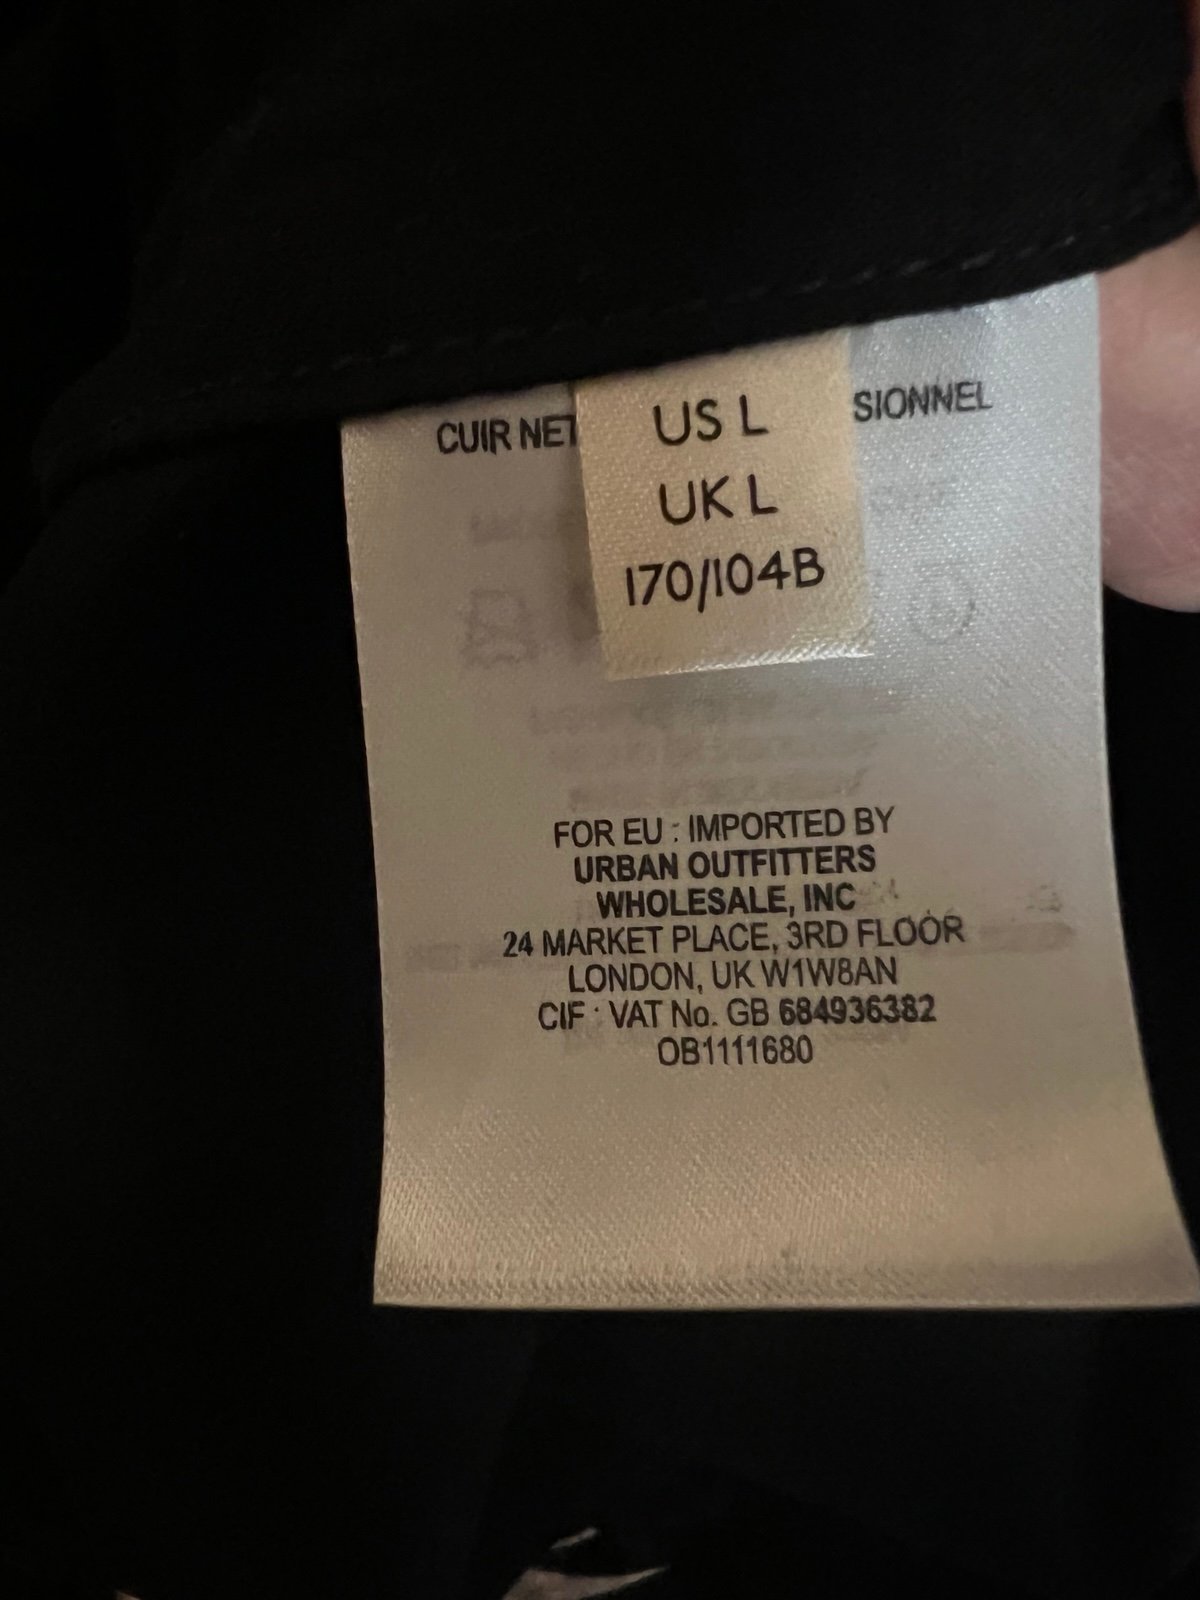 CUIR NET
SIONNEL
US L
UK L
170/104B
FOR EU : IMPORTED BY
URBAN OUTFITTERS
WHOLESALE, INC
24 MARKET PLACE, 3RD FLOOR
LONDON, UK W1W8AN
CIF : VAT No. GB 684936382
OB1111680